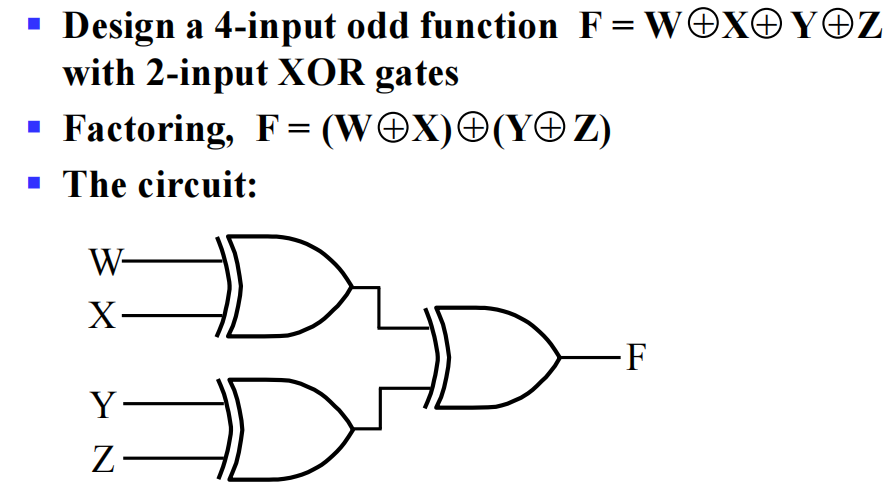 ▪ Design a 4-input odd function F = W⊕X⊕Y⊕Z
with 2-input XOR gates
▪ Factoring, F = (W⊕X)⊕(Y⊕Z)
▪ The circuit:
W
X
F
Y
Z